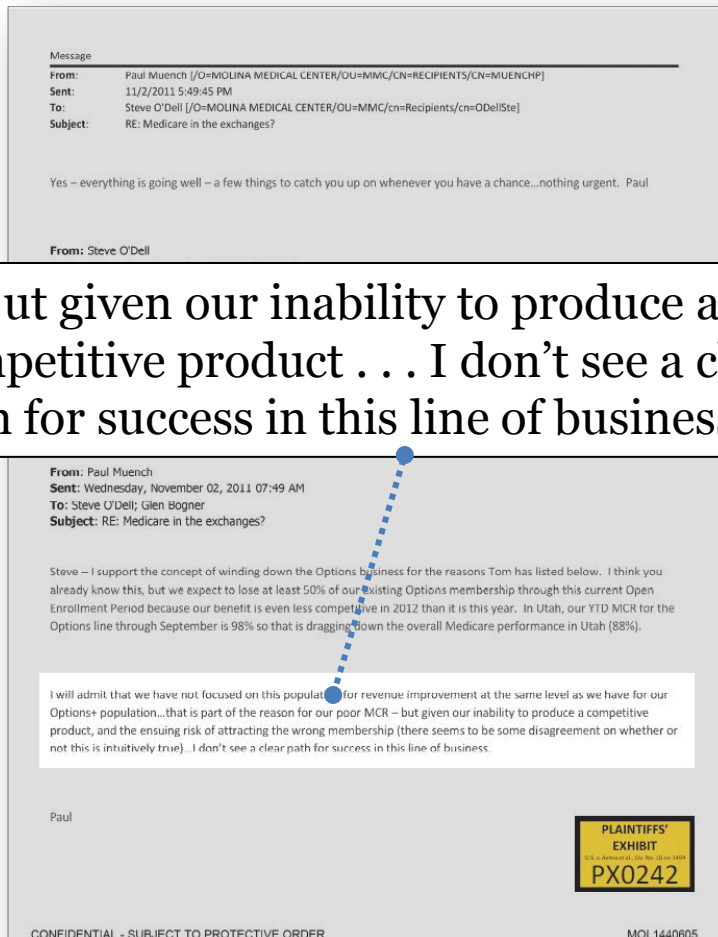 Message
From: Paul Muench [/O=MOLINA MEDICAL CENTER/OU=MMC/CN=RECIPIENTS/CN=MUENCHP]
Sent: 11/2/2011 5:49:45 PM
To: Steve O'Dell [/O=MOLINA MEDICAL CENTER/OU=MMC/cn=Recipients/cn=ODellSte]
Subject: RE: Medicare in the exchanges?
Yes – everything is going well – a few things to catch you up on whenever you have a chance...nothing urgent. Paul
From: Steve O'Dell
ut given our inability to produce a
petitive product . . . I don't see a c
for success in this line of busines
From: Paul Muench
Sent: Wednesday, November 02, 2011 07:49 AM
To: Steve O'Dell; Glen Bogner
Subject: RE: Medicare in the exchanges?
Steve – I support the concept of winding down the Options business for the reasons Tom has listed below. I think you
already know this, but we expect to lose at least 50% of our existing Options membership through this current Open
Enrollment Period because our benefit is even less competitive in 2012 than it is this year. In Utah, our YTD MCR for the
Options line through September is 98% so that is dragging down the overall Medicare performance in Utah (88%).
I will admit that we have not focused on this populat for revenue improvement at the same level as we have for our
Options+ population...that is part of the reason for our poor MCR – but given our inability to produce a competitive
product, and the ensuing risk of attracting the wrong membership (there seems to be some disagreement on whether or
not this is intuitively true)...I don't see a clear path for success in this line of business.
Paul
PLAINTIFFS'
EXHIBIT
PX0242
CONFIDENTIAL - SUBJECT TO PROTECTIVE ORDER MOL1440605